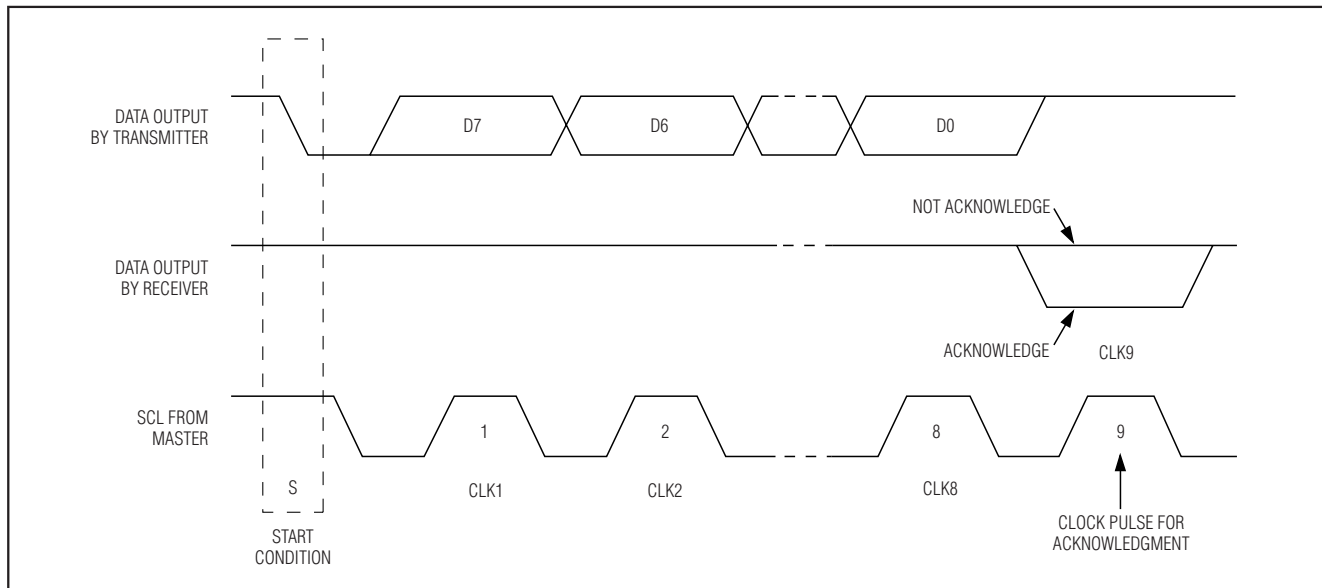 DATA OUTPUT
BY TRANSMITTER
D7
D6
D0
NOT ACKNOWLEDGE
DATA OUTPUT
BY RECEIVER
ACKNOWLEDGE
CLK9
SCL FROM
MASTER
1
2
8
9
S
CLK1
CLK2
CLK8
START
CONDITION
CLOCK PULSE FOR
ACKNOWLEDGMENT